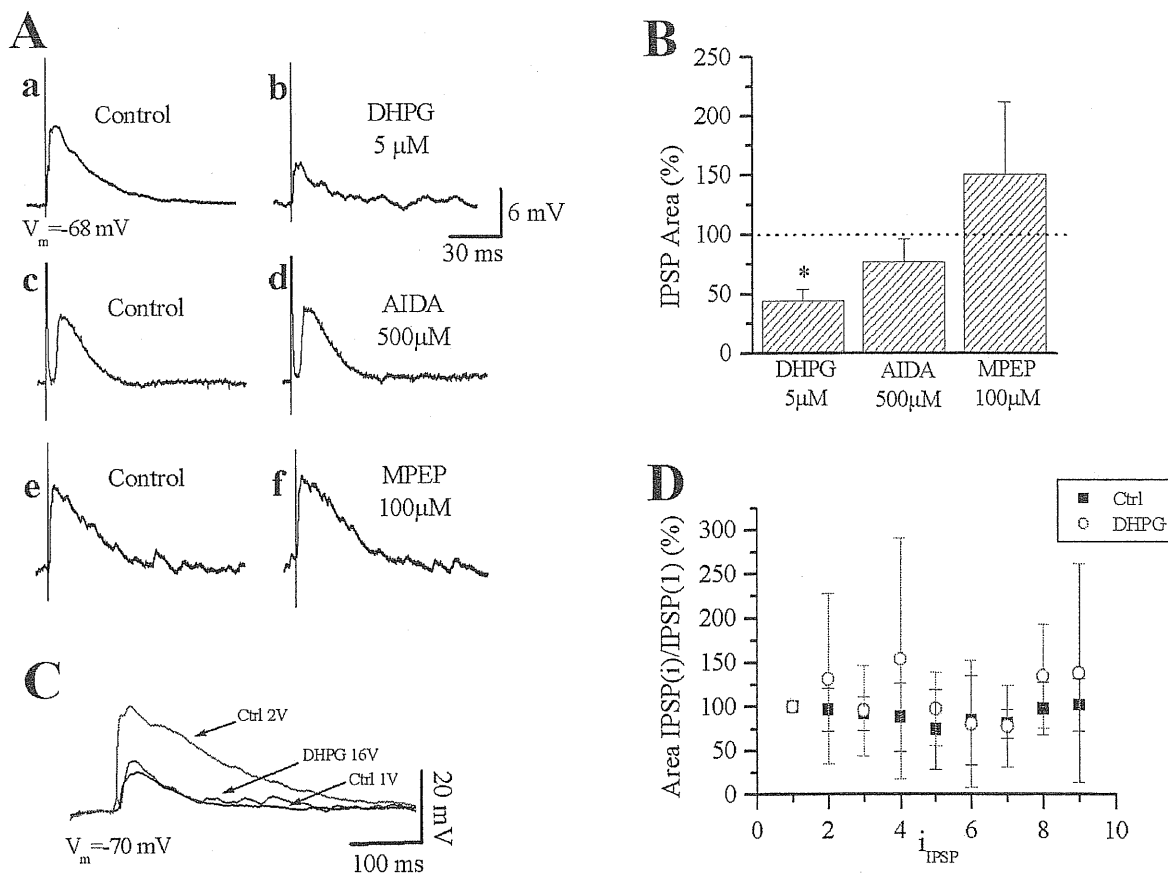 A
a
Control
V_m=-68 mV
b
DHPG
5 µM
6 mV
30 ms
c
Control
d
AIDA
500µM
e
Control
f
MPEP
100µM
B
IPSP Area (%)
250
200
150
100
50
0
*
DHPG
5µM
AIDA
500µM
MPEP
100µM
C
Ctrl 2V
DHPG 16V
Ctrl 1V
V_m=-70 mV
20 mV
100 ms
D
Ctrl
DHPG
Area IPSP(i)/IPSP(1) (%)
300
250
200
150
100
50
0
0 2 4 6 8 10
i_IPSP